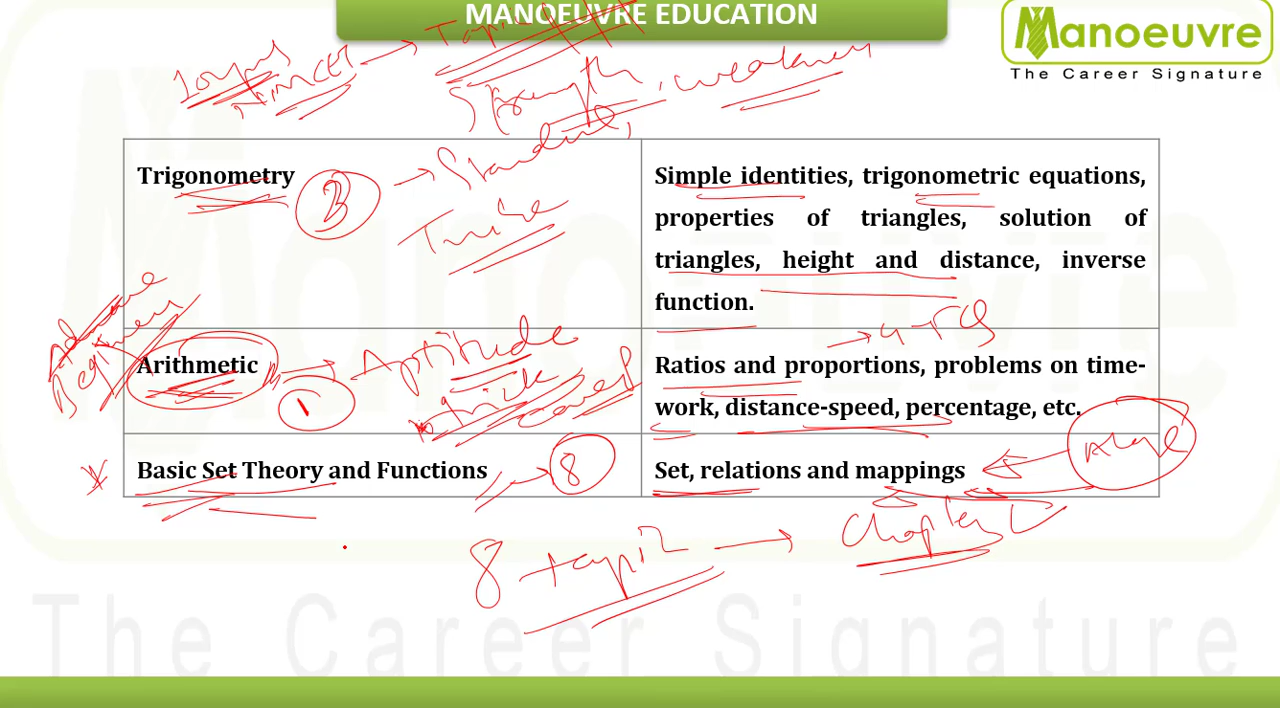 MANOEUVRE EDUCATION
Manoeuvre
The Career Signature
Strength, weakness
Trigonometry
3
Standard,
Simple identities, trigonometric equations,
properties of triangles, solution of
triangles, height and distance, inverse
function.
Arithmetic
1
Aptitude
Ratios and proportions, problems on time-
work, distance-speed, percentage, etc.
Basic Set Theory and Functions
8
Set, relations and mappings
8 topic
Chapter
The Career Signature